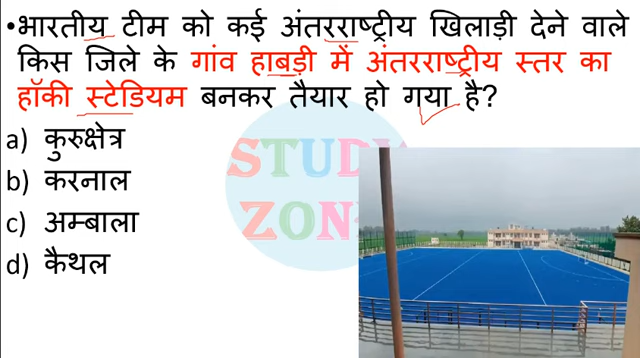 •भारतीय टीम को कई अंतरराष्ट्रीय खिलाड़ी देने वाले
किस जिले के गांव हाबड़ी में अंतरराष्ट्रीय स्तर का
हॉकी स्टेडियम बनकर तैयार हो गया है?
a) कुरुक्षेत्र
b) करनाल
c) अम्बाला
d) कैथल
STUDY
ZONE